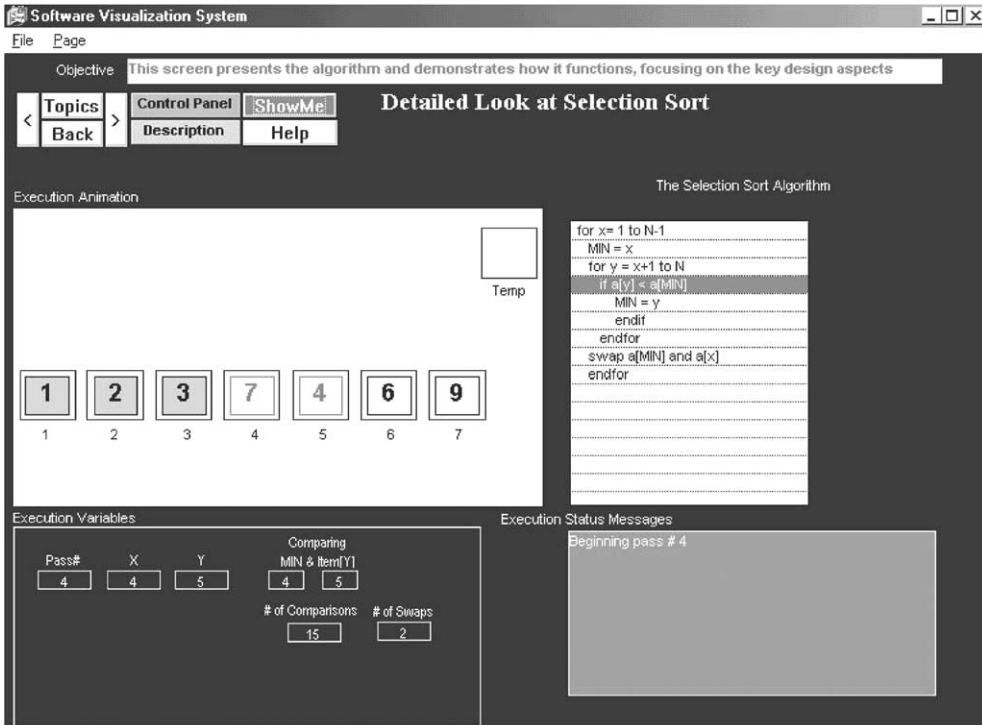 Software Visualization System
File Page
Objective This screen presents the algorithm and demonstrates how it functions, focusing on the key design aspects
< Topics > Control Panel ShowMe
Back Description Help
Detailed Look at Selection Sort
Execution Animation
Temp
1 2 3 7 4 6 9
1 2 3 4 5 6 7
The Selection Sort Algorithm
for x= 1 to N-1
MIN = x
for y = x+1 to N
if a[y] < a[MIN]
MIN = y
endif
endfor
swap a[MIN] and a[x]
endfor
Execution Variables
Comparing
Pass# X Y MIN & Item[Y]
4 4 5 4 5
# of Comparisons # of Swaps
15 2
Execution Status Messages
Beginning pass # 4